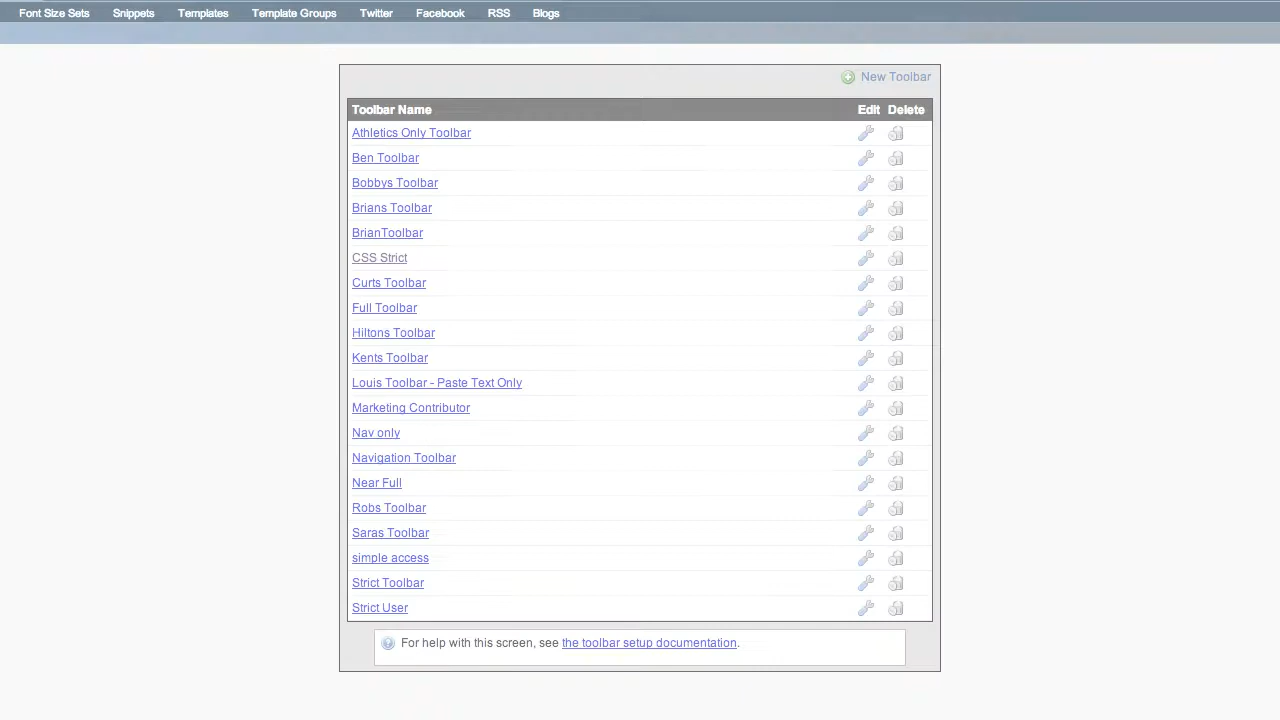 Font Size Sets Snippets Templates Template Groups Twitter Facebook RSS Blogs
New Toolbar
Toolbar Name Edit Delete
Athletics Only Toolbar
Ben Toolbar
Bobbys Toolbar
Brians Toolbar
BrianToolbar
CSS Strict
Curts Toolbar
Full Toolbar
Hiltons Toolbar
Kents Toolbar
Louis Toolbar - Paste Text Only
Marketing Contributor
Nav only
Navigation Toolbar
Near Full
Robs Toolbar
Saras Toolbar
simple access
Strict Toolbar
Strict User
For help with this screen, see the toolbar setup documentation.